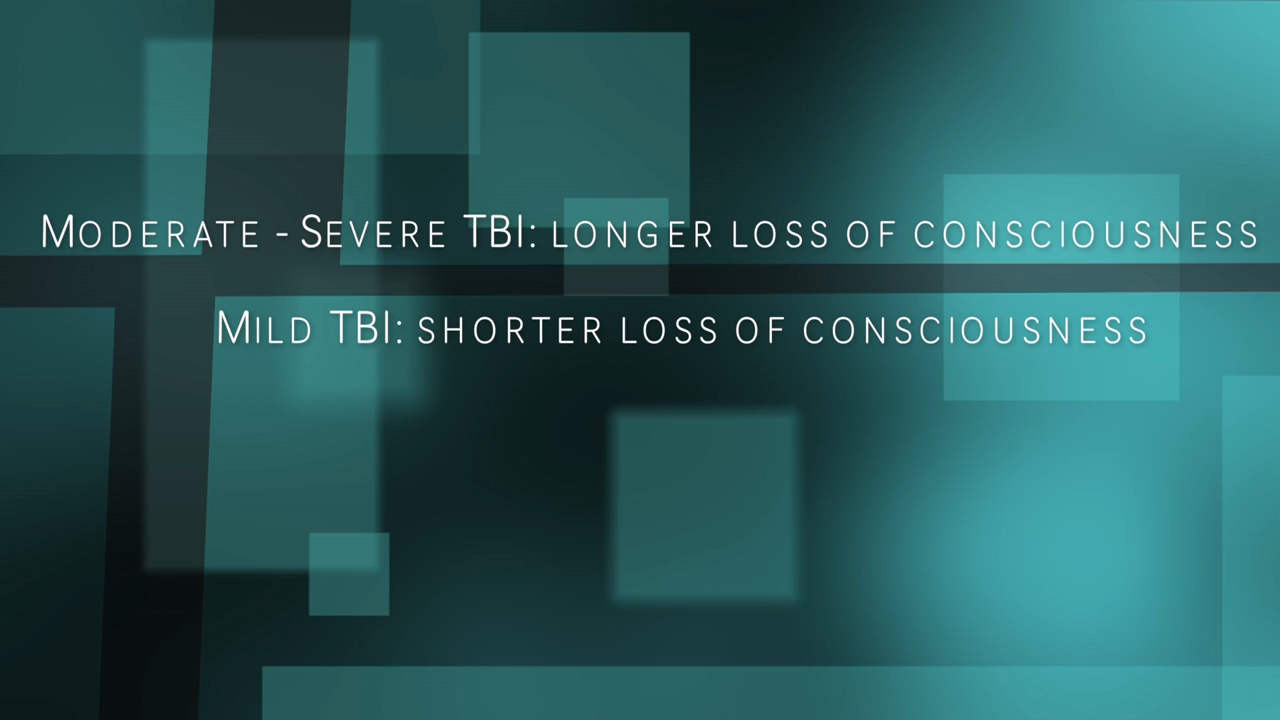 Moderate - Severe TBI: longer loss of consciousness
Mild TBI: shorter loss of consciousness